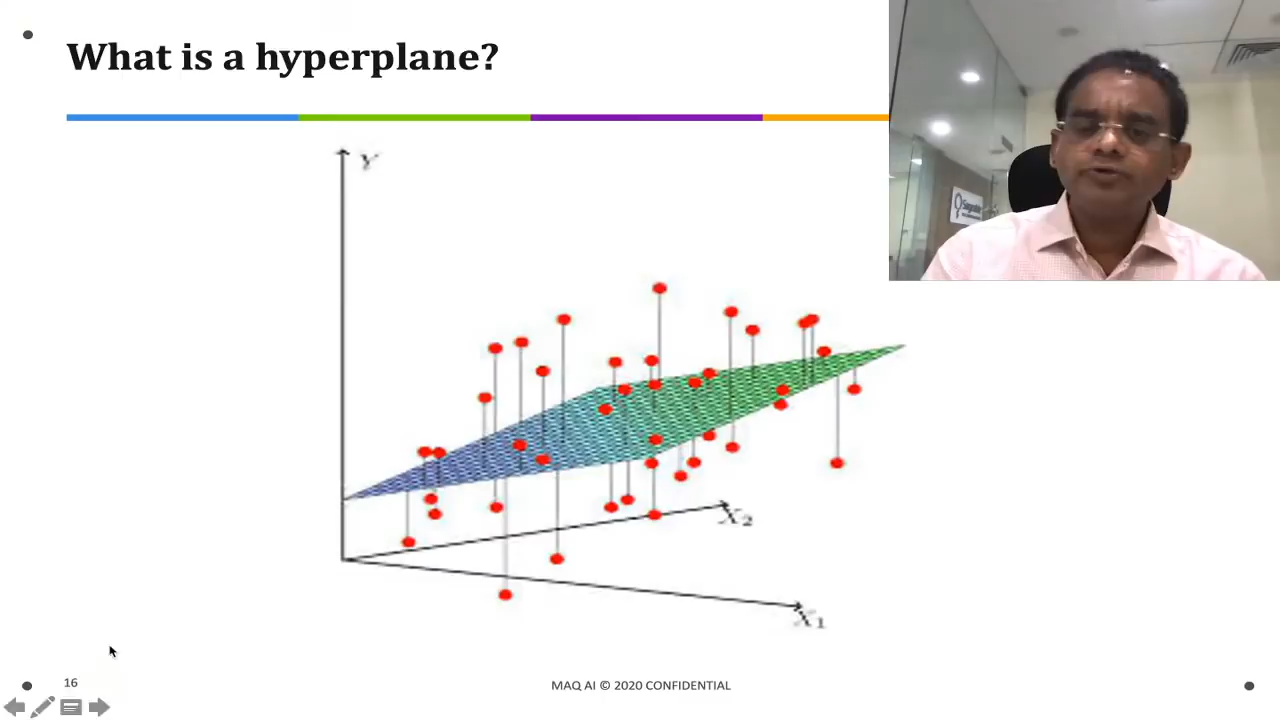 What is a hyperplane?
Y
X2
X1
16
MAQ AI © 2020 CONFIDENTIAL